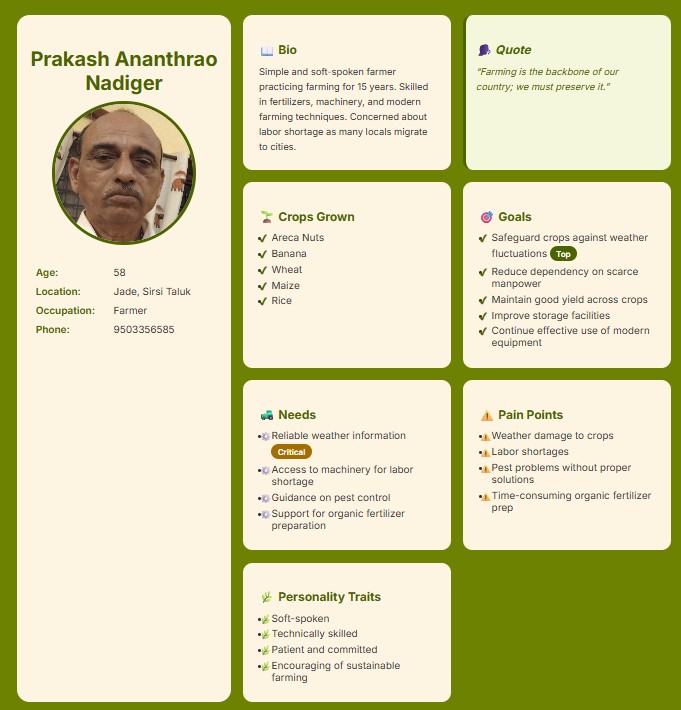 Prakash Ananthrao
Nadiger
Age: 58
Location: Jade, Sirsi Taluk
Occupation: Farmer
Phone: 9503356585
Bio
Simple and soft-spoken farmer
practicing farming for 15 years. Skilled
in fertilizers, machinery, and modern
farming techniques. Concerned about
labor shortage as many locals migrate
to cities.
Quote
"Farming is the backbone of our
country; we must preserve it."
Crops Grown
Areca Nuts
Banana
Wheat
Maize
Rice
Goals
Safeguard crops against weather
fluctuations Top
Reduce dependency on scarce
manpower
Maintain good yield across crops
Improve storage facilities
Continue effective use of modern
equipment
Needs
Reliable weather information
Critical
Access to machinery for labor
shortage
Guidance on pest control
Support for organic fertilizer
preparation
Pain Points
Weather damage to crops
Labor shortages
Pest problems without proper
solutions
Time-consuming organic fertilizer
prep
Personality Traits
Soft-spoken
Technically skilled
Patient and committed
Encouraging of sustainable
farming